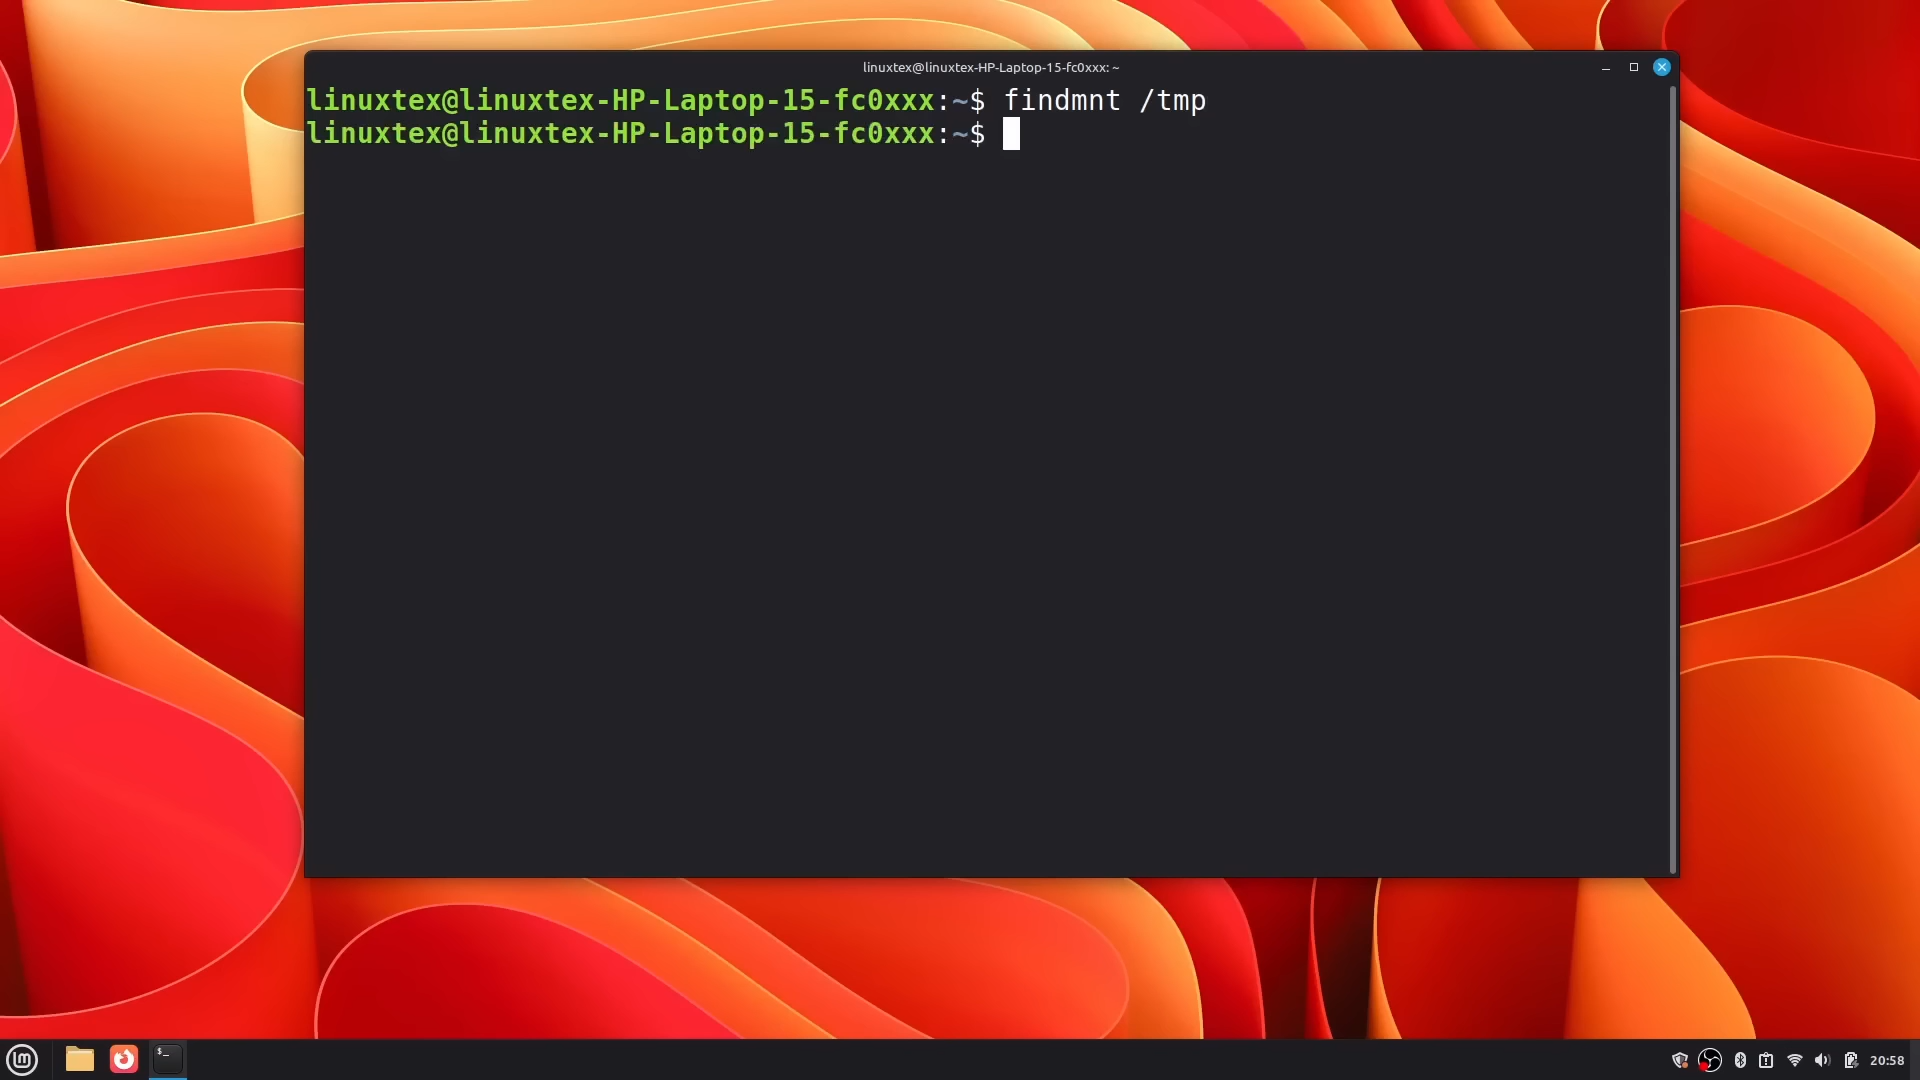 linuxtex@linuxtex-HP-Laptop-15-fc0xxx: ~
linuxtex@linuxtex-HP-Laptop-15-fc0xxx:~$ findmnt /tmp
linuxtex@linuxtex-HP-Laptop-15-fc0xxx:~$
$_
20:58